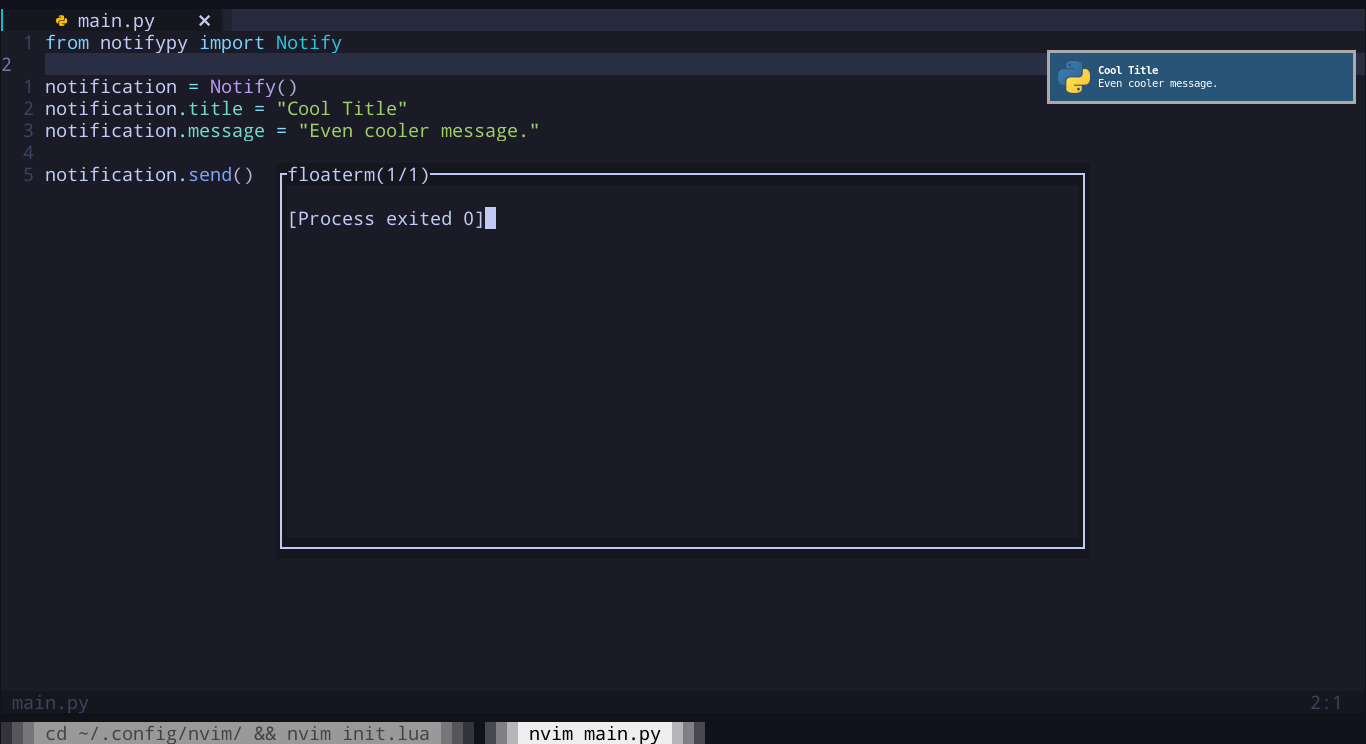 main.py ×
1 from notifypy import Notify
2
1 notification = Notify()
2 notification.title = "Cool Title"
3 notification.message = "Even cooler message."
4
5 notification.send()
Cool Title
Even cooler message.
floaterm(1/1)
[Process exited 0]
main.py 2:1
cd ~/.config/nvim/ && nvim init.lua nvim main.py